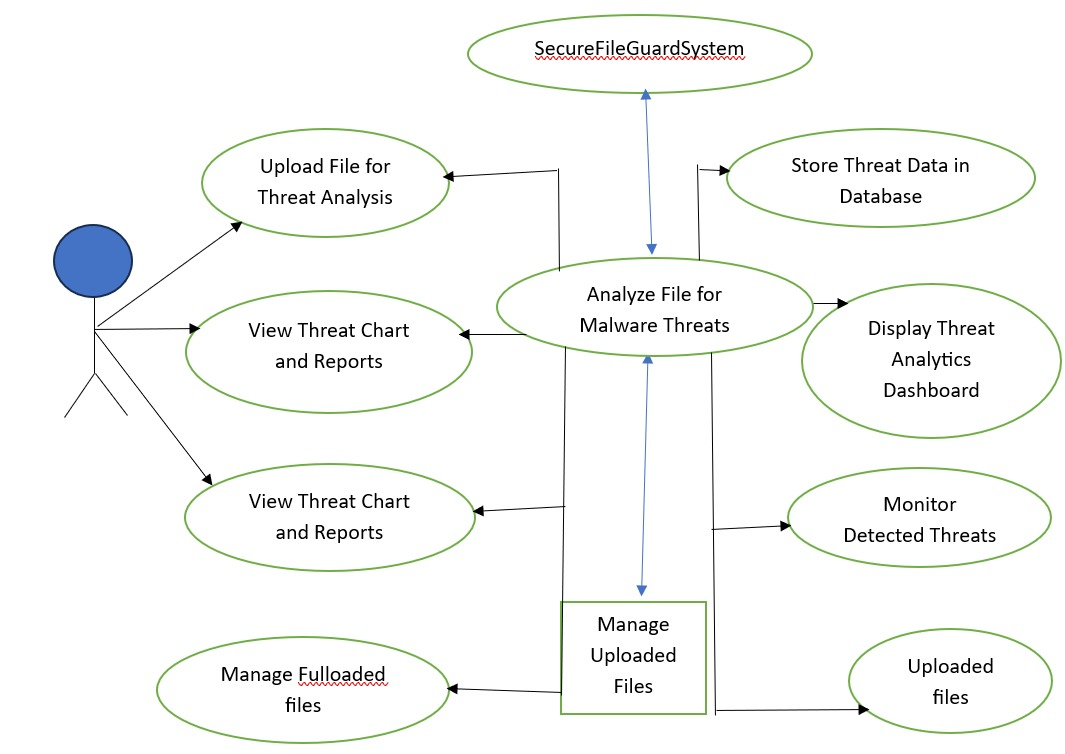 SecureFileGuardSystem
Upload File for
Threat Analysis
Store Threat Data in
Database
Analyze File for
Malware Threats
View Threat Chart
and Reports
Display Threat
Analytics
Dashboard
View Threat Chart
and Reports
Monitor
Detected Threats
Manage
Uploaded
Files
Manage Fulloaded
files
Uploaded
files